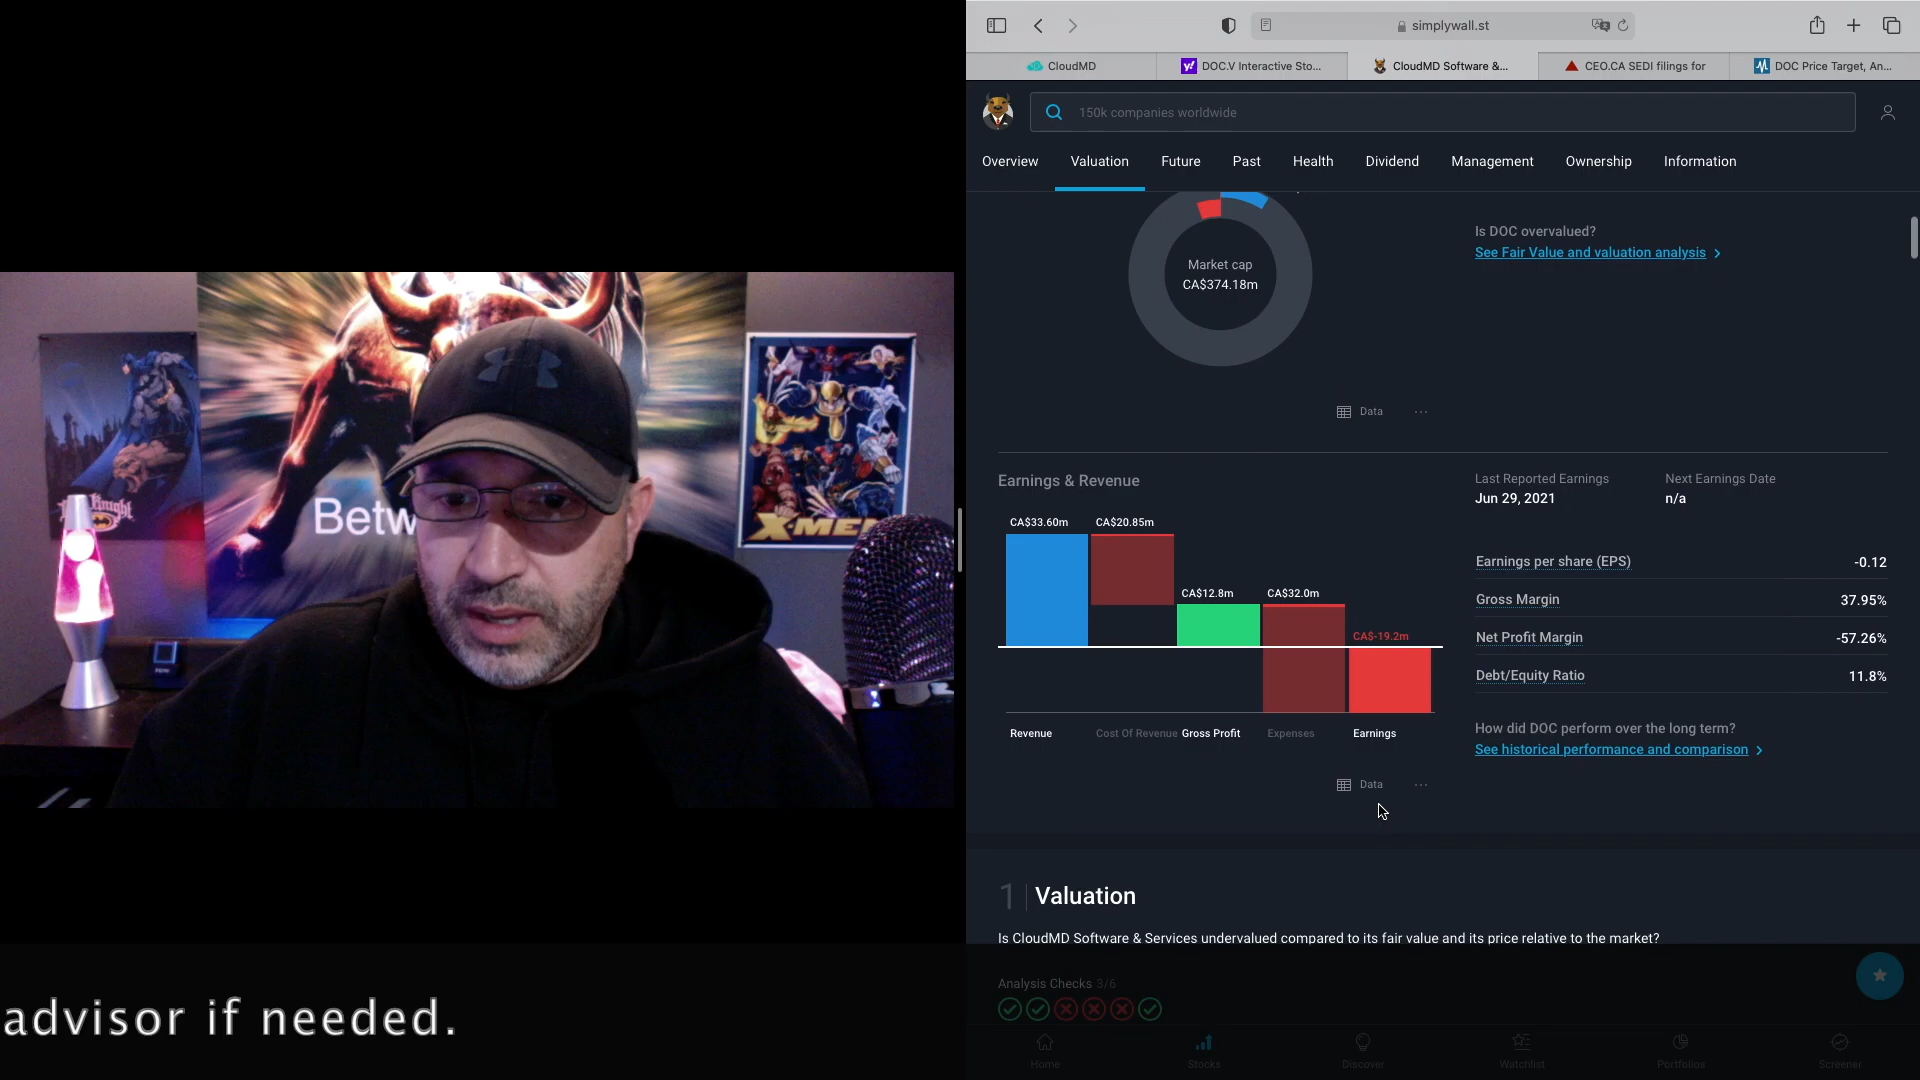 simplywall.st
CloudMD
DOC.V Interactive Sto...
CloudMD Software &...
CEO.CA SEDI filings for
DOC Price Target, An...
150k companies worldwide
Overview
Valuation
Future
Past
Health
Dividend
Management
Ownership
Information
Market cap
CA$374.18m
Is DOC overvalued?
See Fair Value and valuation analysis
Data
Earnings & Revenue
Last Reported Earnings
Jun 29, 2021
Next Earnings Date
n/a
CA$33.60m
CA$20.85m
CA$12.8m
CA$32.0m
CA$-19.2m
Revenue
Cost Of Revenue
Gross Profit
Expenses
Earnings
Earnings per share (EPS)
-0.12
Gross Margin
37.95%
Net Profit Margin
-57.26%
Debt/Equity Ratio
11.8%
How did DOC perform over the long term?
See historical performance and comparison
Data
1
Valuation
Is CloudMD Software & Services undervalued compared to its fair value and its price relative to the market?
Analysis Checks 3/6
Home
Stocks
Discover
Watchlist
Portfolios
Screener
Betw
Knight
X-MEN
advisor if needed.